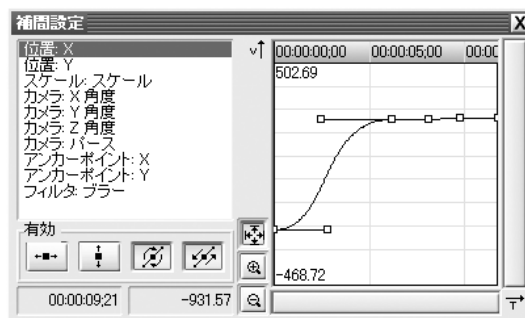 補間設定
位置: X
位置: Y
スケール: スケール
カメラ: X 角度
カメラ: Y 角度
カメラ: Z 角度
カメラ: パース
アンカーポイント: X
アンカーポイント: Y
フィルタ: ブラー
有効
00:00:09;21
-931.57
V
00:00:00;00
00:00:05;00
00:0
502.69
-468.72
T